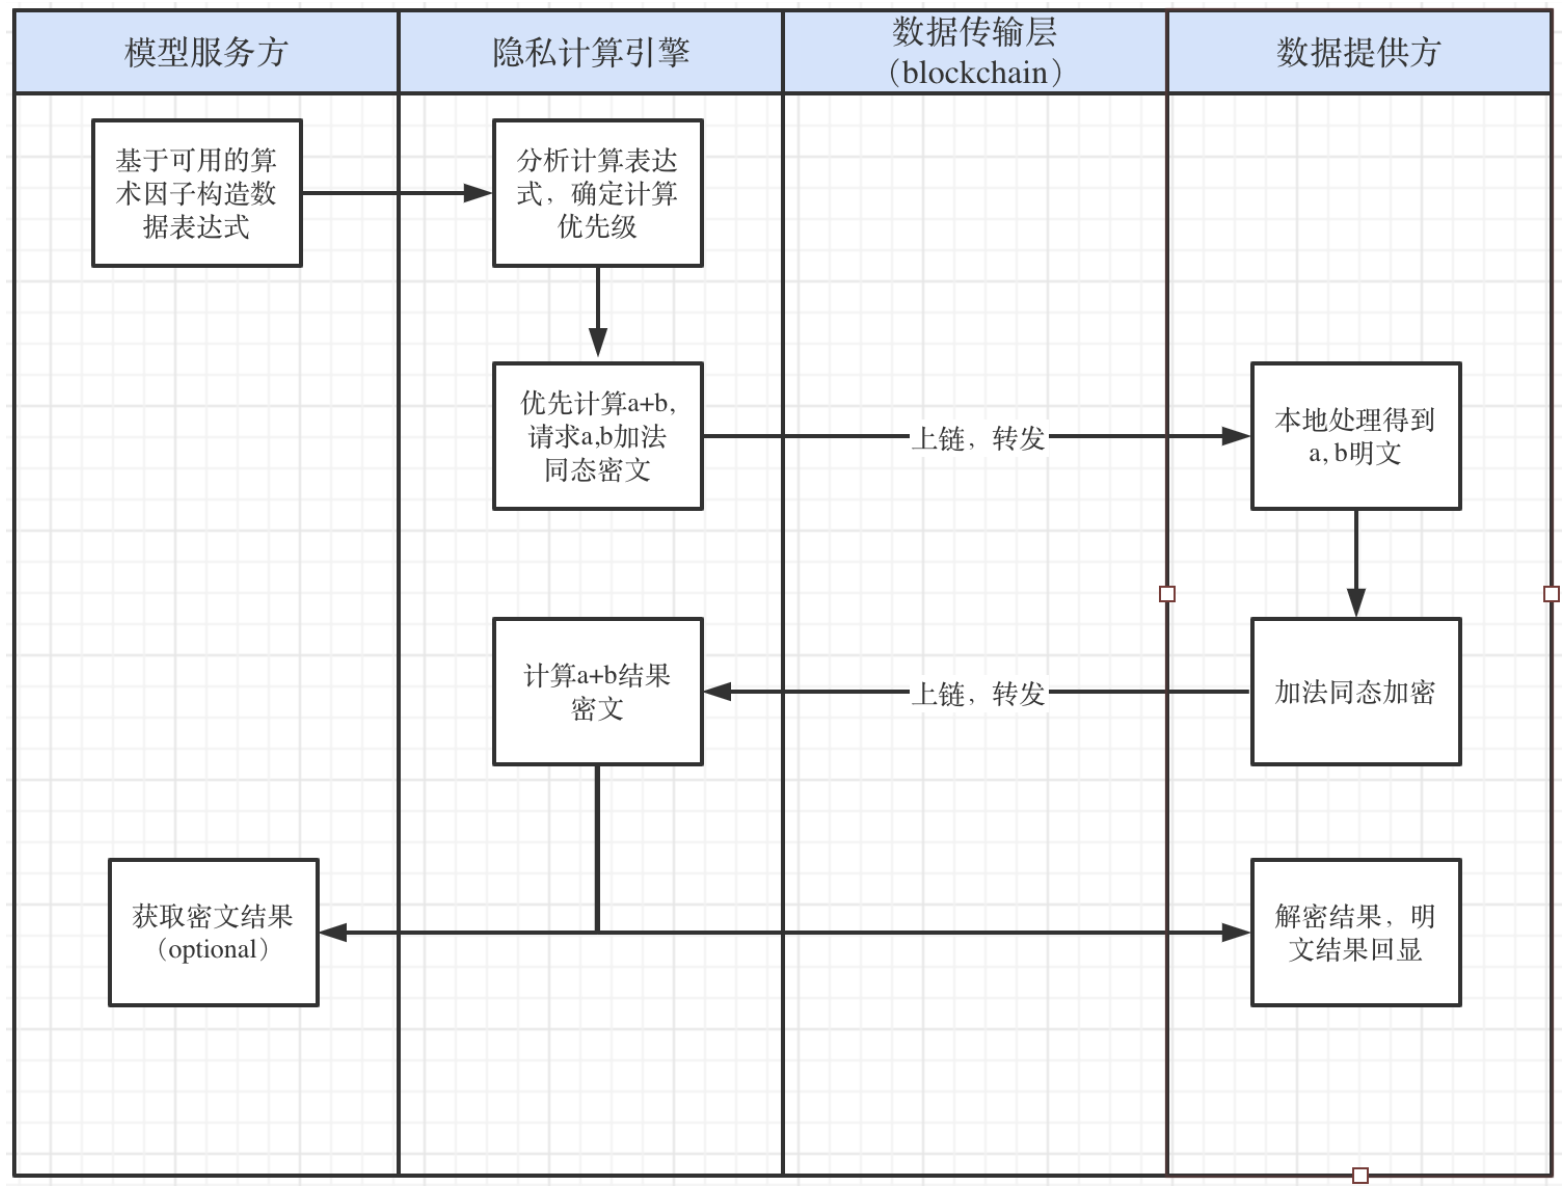 模型服务方
隐私计算引擎
数据传输层
（blockchain）
数据提供方
基于可用的算
术因子构造数
据表达式
分析计算表达
式，确定计算
优先级
优先计算a+b,
请求a,b加法
同态密文
上链，转发
本地处理得到
a, b明文
计算a+b结果
密文
上链，转发
加法同态加密
获取密文结果
（optional）
解密结果，明
文结果回显